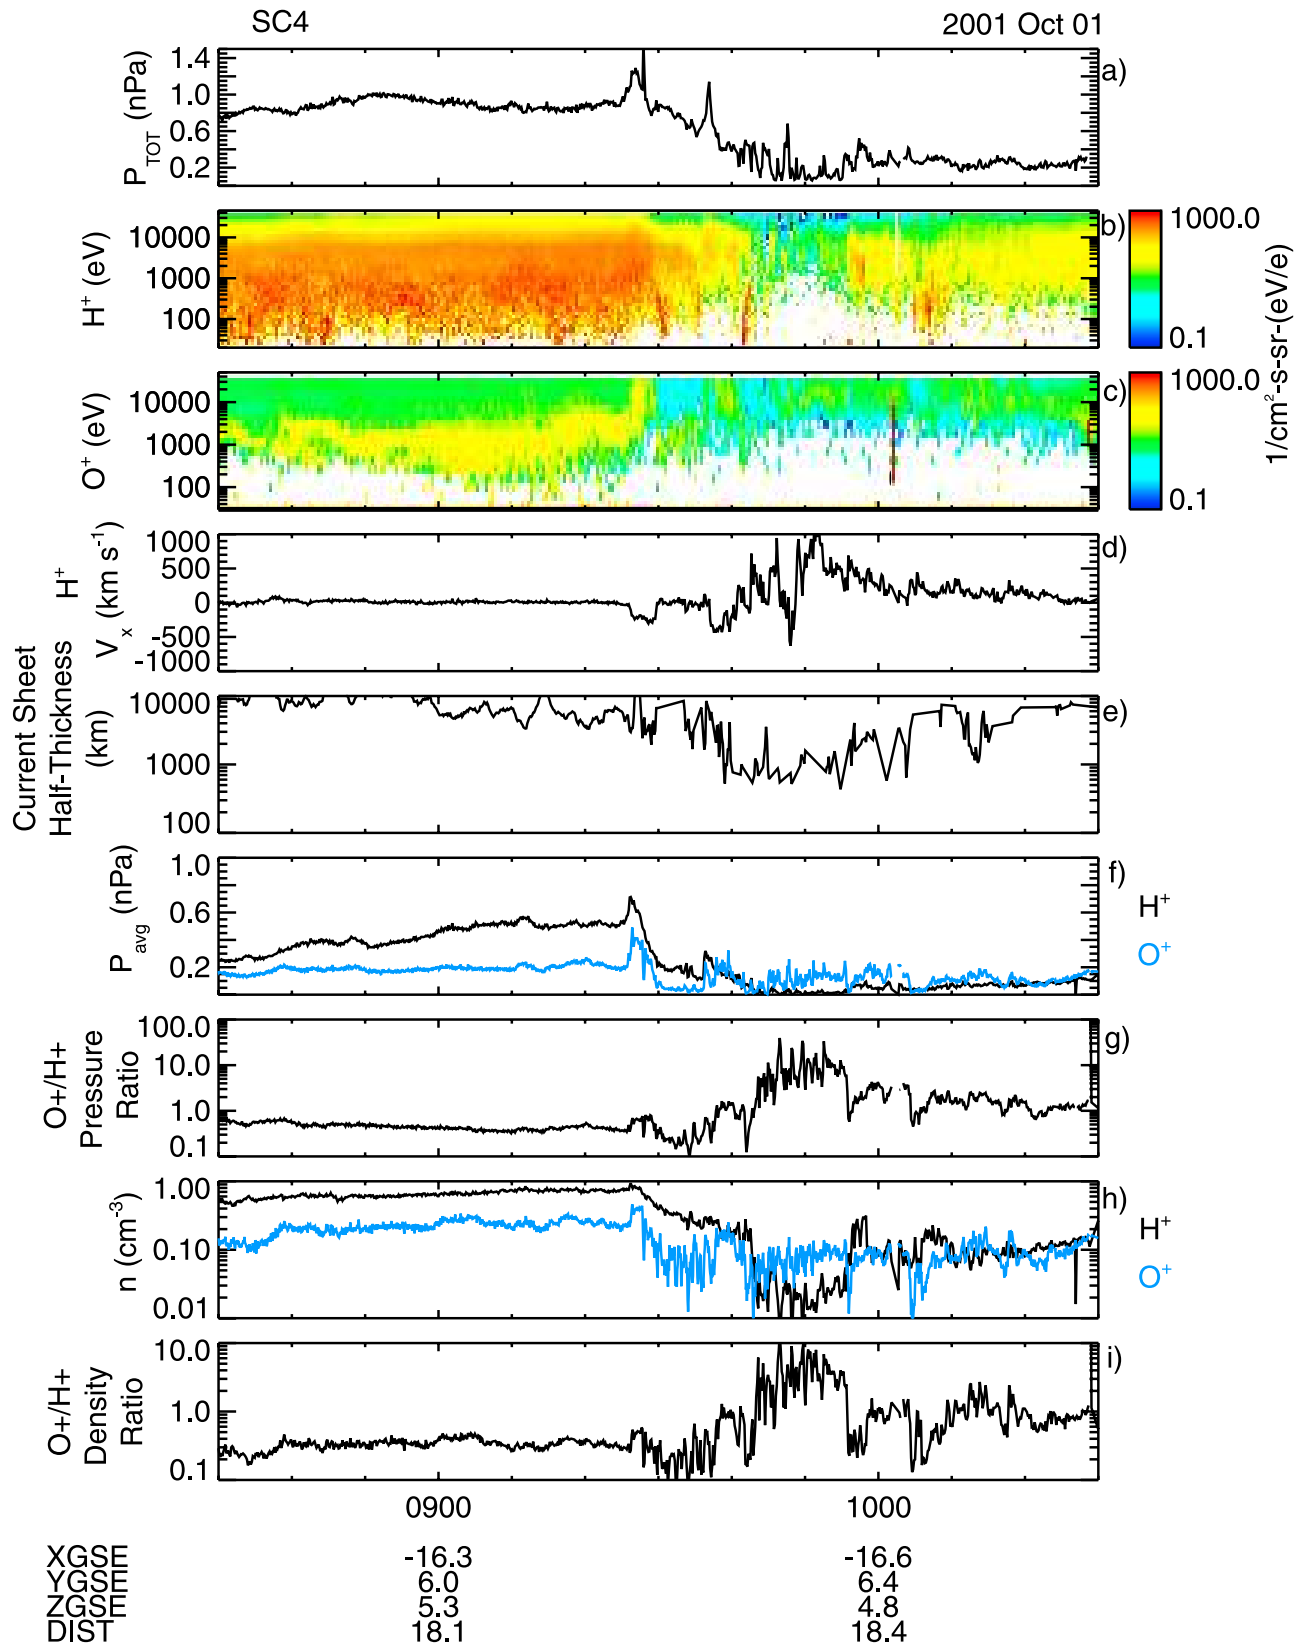 SC4 2001 Oct 01
a)
P_TOT (nPa)
1.4
1.0
0.6
0.2
b)
H⁺ (eV)
10000
1000
100
1000.0
0.1
c)
O⁺ (eV)
10000
1000
100
1000.0
0.1
1/cm²-s-sr-(eV/e)
d)
H⁺
V_x (km s⁻¹)
1000
500
0
-500
-1000
e)
Current Sheet
Half-Thickness
(km)
10000
1000
100
f)
P_avg (nPa)
1.0
0.6
0.2
H⁺
O⁺
g)
O+/H+
Pressure
Ratio
100.0
10.0
1.0
0.1
h)
n (cm⁻³)
1.00
0.10
0.01
H⁺
O⁺
i)
O+/H+
Density
Ratio
10.0
1.0
0.1
0900 1000
XGSE -16.3 -16.6
YGSE 6.0 6.4
ZGSE 5.3 4.8
DIST 18.1 18.4